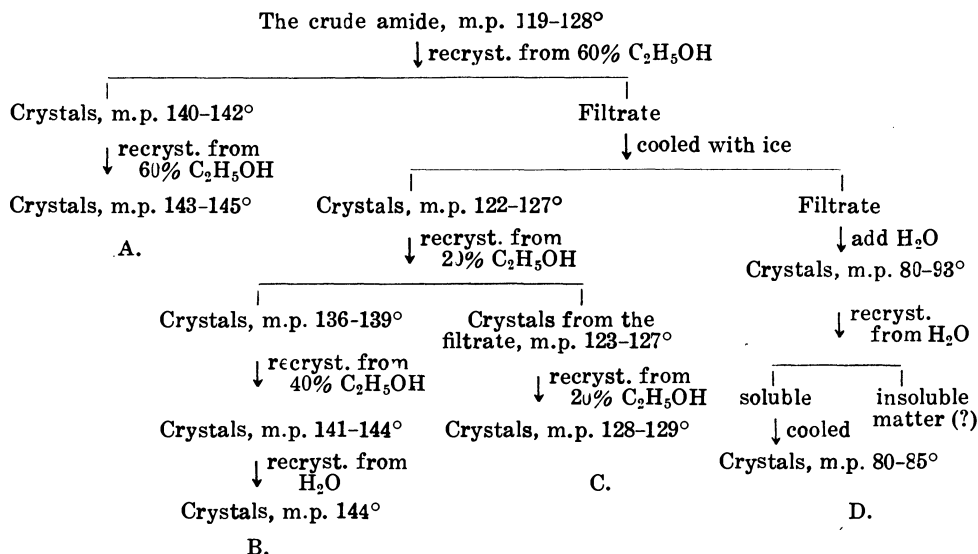 The crude amide, m.p. 119–128°
↓ recryst. from 60% C₂H₅OH
Crystals, m.p. 140–142°
Filtrate
↓ recryst. from
60% C₂H₅OH
↓ cooled with ice
Crystals, m.p. 143–145°
Crystals, m.p. 122–127°
Filtrate
A.
↓ recryst. from
20% C₂H₅OH
↓ add H₂O
Crystals, m.p. 80–93°
Crystals, m.p. 136–139°
Crystals from the
filtrate, m.p. 123–127°
↓ recryst.
from H₂O
↓ recryst. from
40% C₂H₅OH
↓ recryst. from
20% C₂H₅OH
soluble
insoluble
matter (?)
Crystals, m.p. 141–144°
Crystals, m.p. 128–129°
↓ cooled
↓ recryst. from
H₂O
Crystals, m.p. 80–85°
C.
Crystals, m.p. 144°
D.
B.